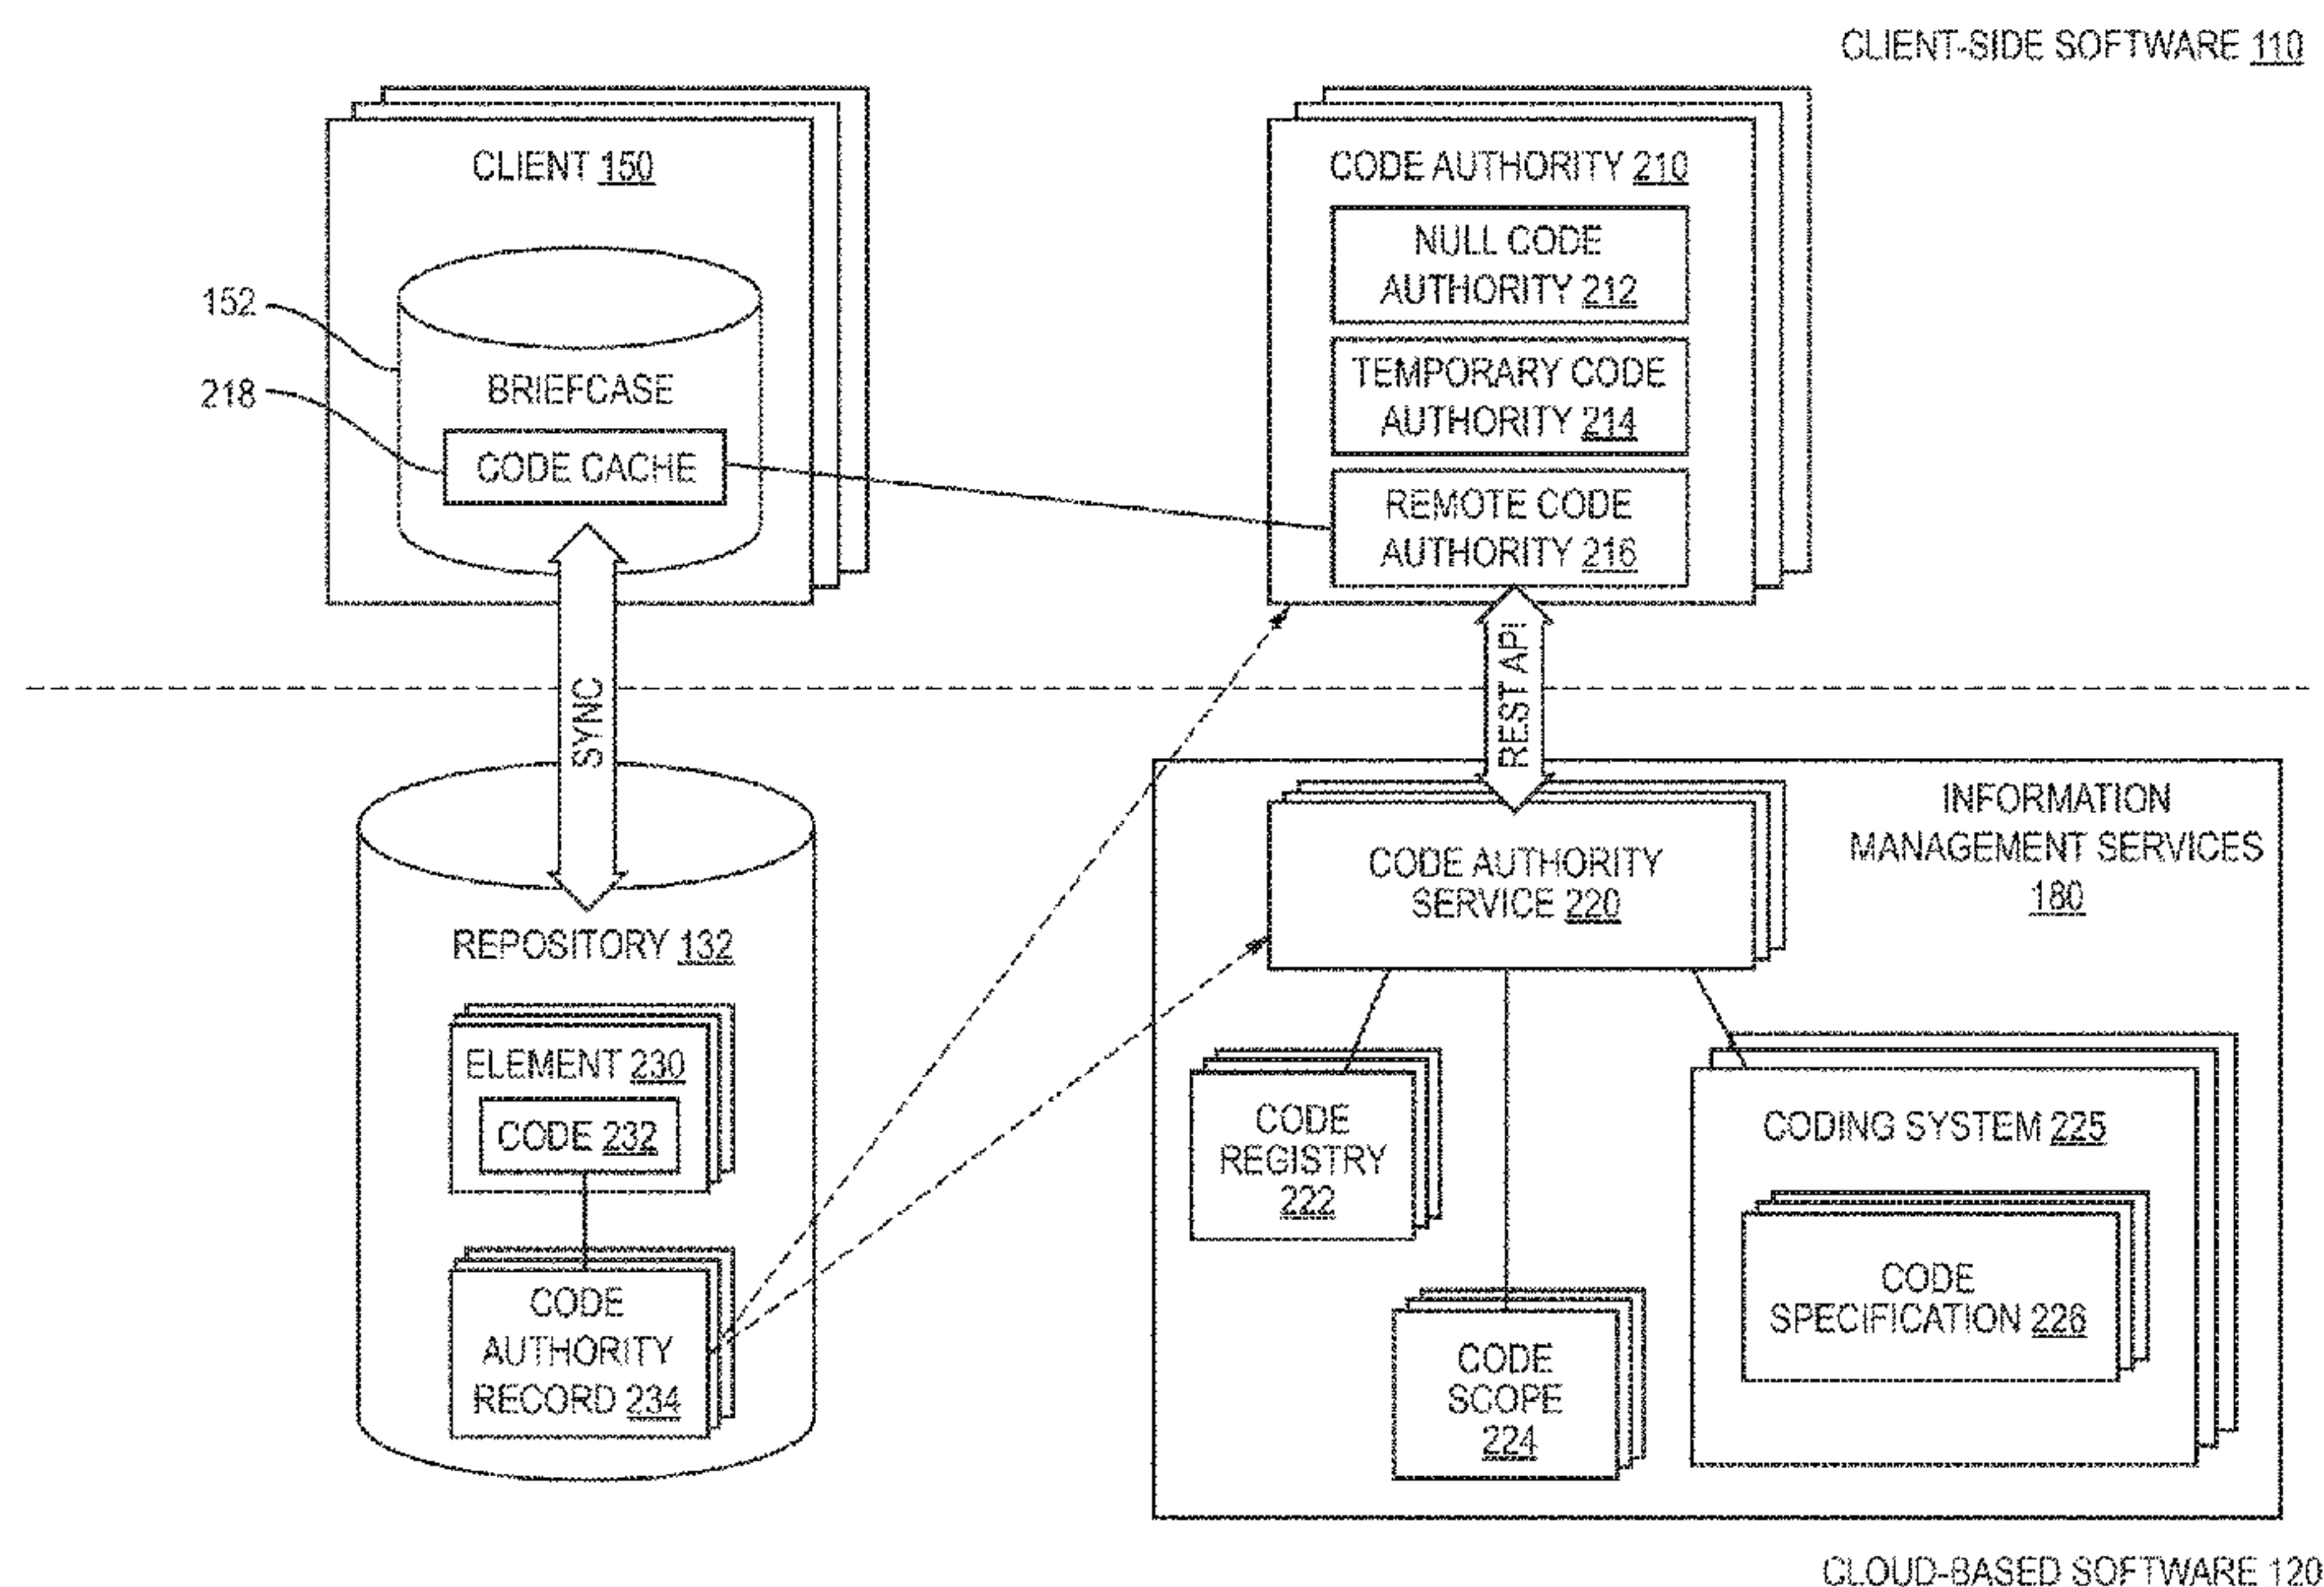 CLIENT-SIDE SOFTWARE 110
CLIENT 150
152
BRIEFCASE
218
CODE CACHE
CODE AUTHORITY 210
NULL CODE
AUTHORITY 212
TEMPORARY CODE
AUTHORITY 214
REMOTE CODE
AUTHORITY 216
SYNC
REST API
REPOSITORY 132
ELEMENT 230
CODE 232
CODE
AUTHORITY
RECORD 234
INFORMATION
MANAGEMENT SERVICES
180
CODE AUTHORITY
SERVICE 220
CODE
REGISTRY
222
CODE
SCOPE
224
CODING SYSTEM 225
CODE
SPECIFICATION 226
CLOUD-BASED SOFTWARE 120